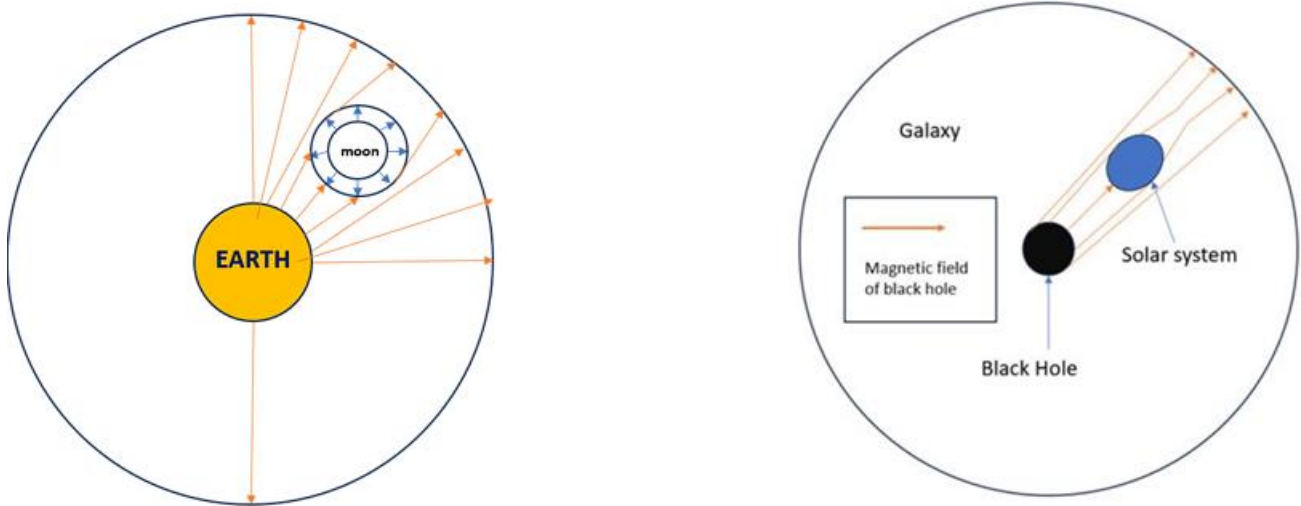 moon
EARTH
Galaxy
Magnetic field
of black hole
Solar system
Black Hole